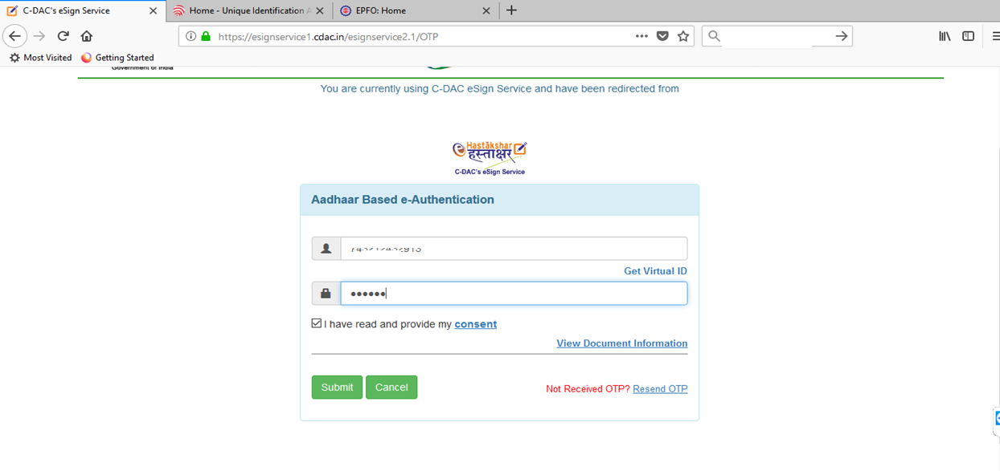 C-DAC's eSign Service
Home - Unique Identification A
EPFO: Home
https://esignservice1.cdac.in/esignservice2.1/OTP
Most Visited
Getting Started
Government of India
You are currently using C-DAC eSign Service and have been redirected from
e Hastākshar
हस्ताक्षर
C-DAC's eSign Service
Aadhaar Based e-Authentication
Get Virtual ID
I have read and provide my consent
View Document Information
Submit
Cancel
Not Received OTP? Resend OTP